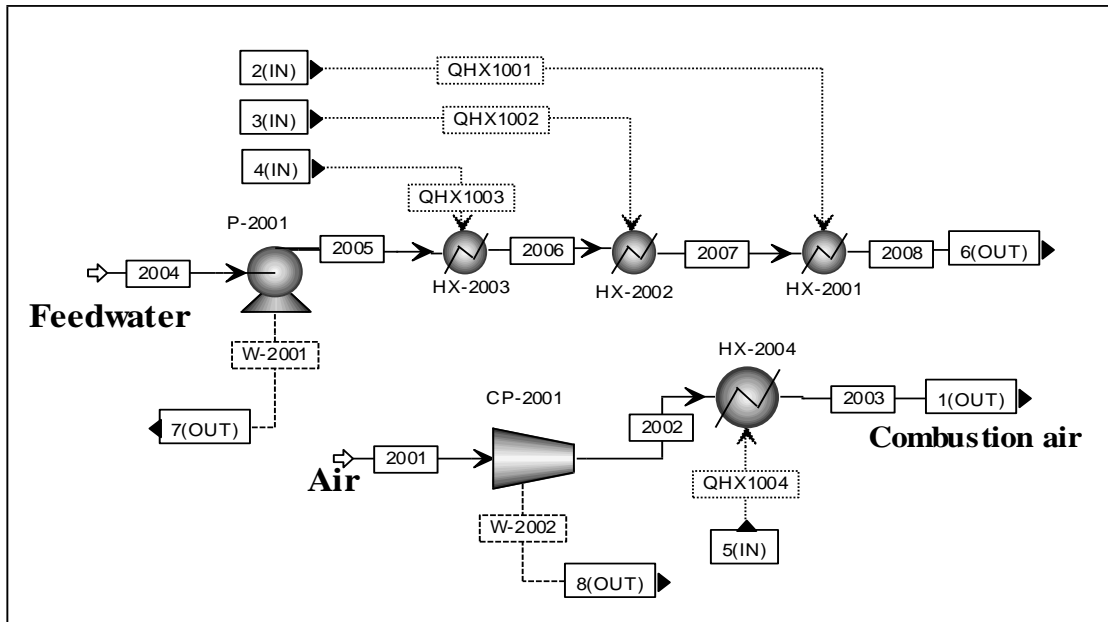 2(IN)
QHX1001
3(IN)
QHX1002
4(IN)
QHX1003
P-2001
2004
2005
2006
2007
2008
6(OUT)
HX-2003
HX-2002
HX-2001
Feedwater
W-2001
7(OUT)
HX-2004
CP-2001
2001
2002
2003
1(OUT)
Air
Combustion air
QHX1004
W-2002
5(IN)
8(OUT)